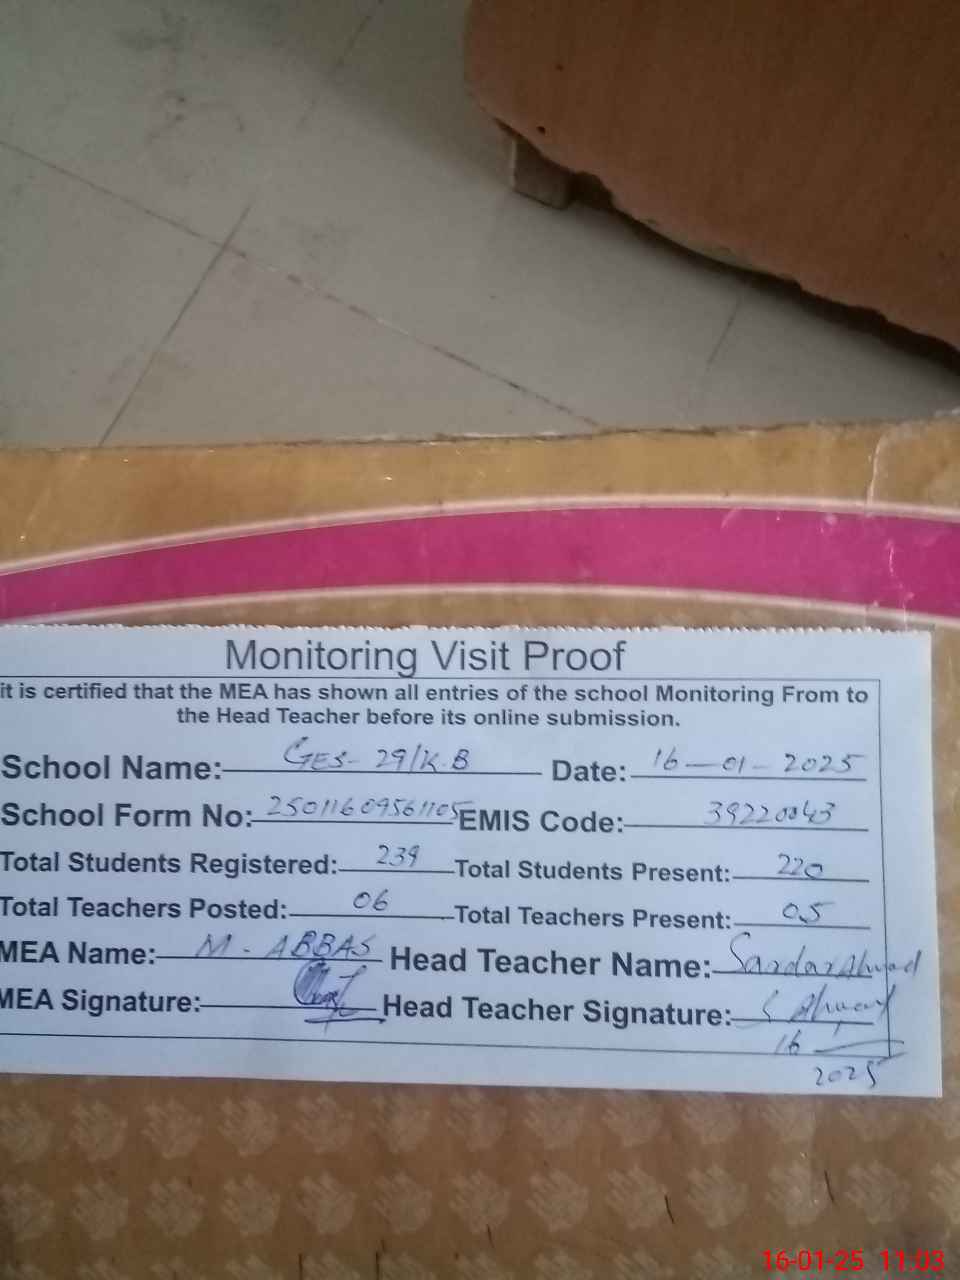 Monitoring Visit Proof
it is certified that the MEA has shown all entries of the school Monitoring From to
the Head Teacher before its online submission.
School Name: GES- 29/K.B Date: 16-01-2025
School Form No: 25011609561105 EMIS Code: 39220043
Total Students Registered: 239 Total Students Present: 220
Total Teachers Posted: 06 Total Teachers Present: 05
MEA Name: M-ABBAS Head Teacher Name: Sardar Ahmad
MEA Signature: Head Teacher Signature: S Ahmad
16
2025
16-01-25 11:03